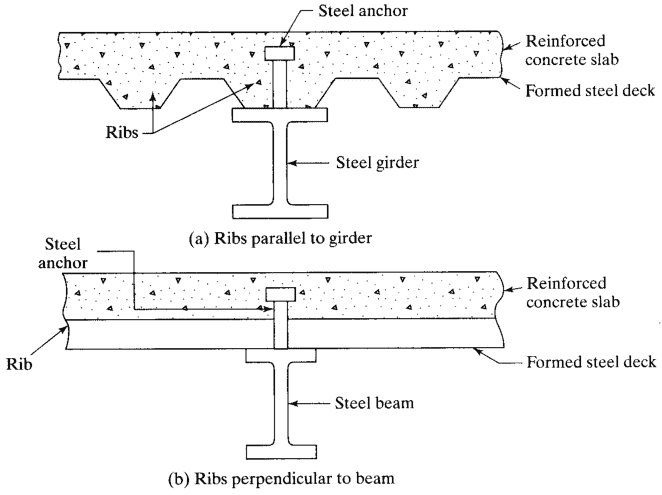 Steel anchor
Reinforced
concrete slab
Formed steel deck
Ribs
Steel girder
(a) Ribs parallel to girder
Steel
anchor
Reinforced
concrete slab
Rib
Formed steel deck
Steel beam
(b) Ribs perpendicular to beam